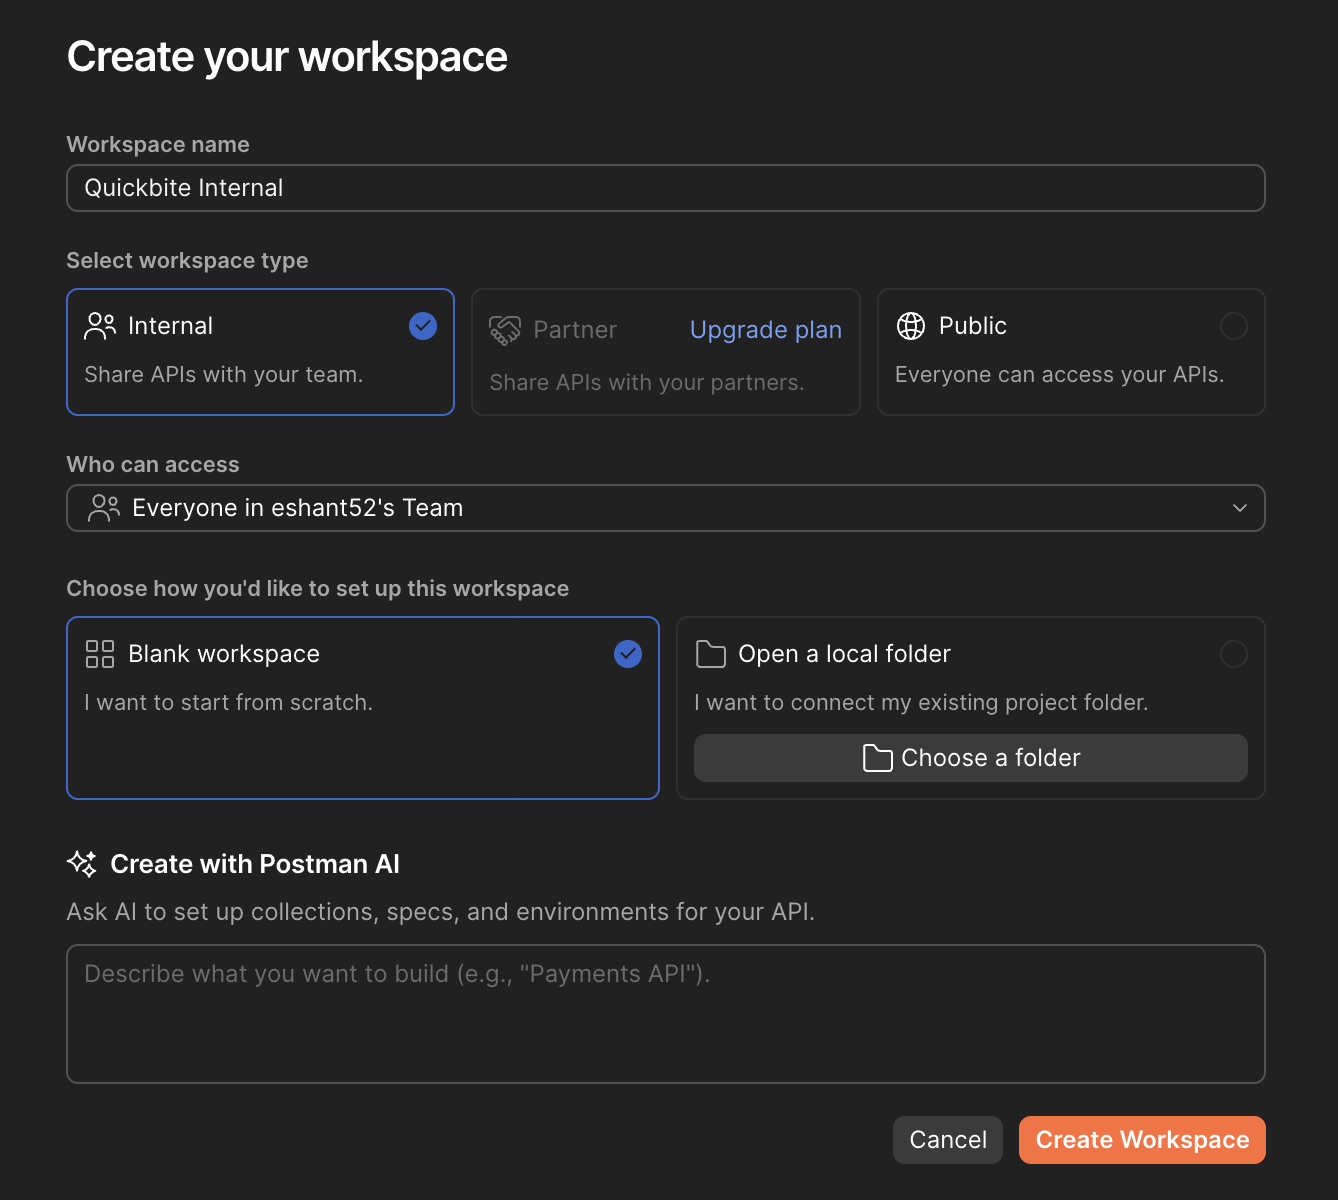 Create your workspace
Workspace name
Quickbite Internal
Select workspace type
Internal
Share APIs with your team.
Partner
Upgrade plan
Share APIs with your partners.
Public
Everyone can access your APIs.
Who can access
Everyone in eshant52's Team
Choose how you'd like to set up this workspace
Blank workspace
I want to start from scratch.
Open a local folder
I want to connect my existing project folder.
Choose a folder
Create with Postman AI
Ask AI to set up collections, specs, and environments for your API.
Describe what you want to build (e.g., "Payments API").
Cancel
Create Workspace